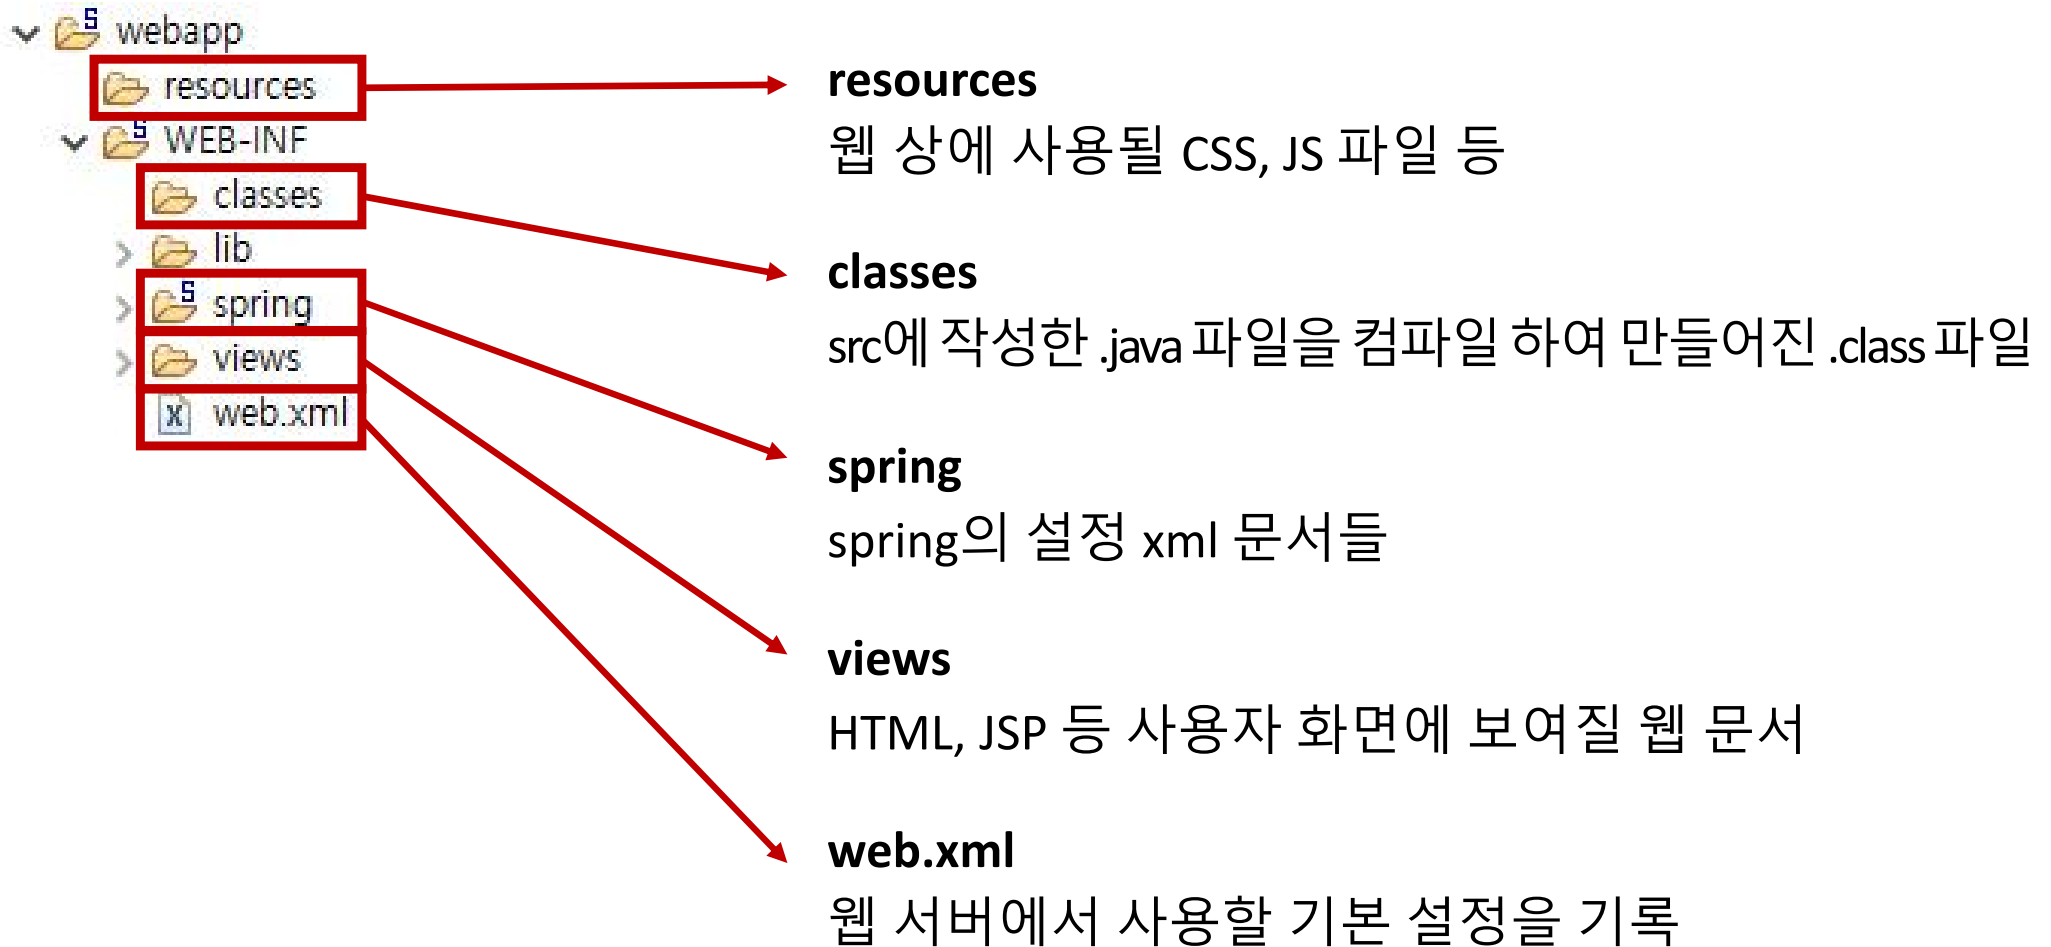 webapp
resources
WEB-INF
classes
lib
spring
views
web.xml
resources
웹 상에 사용될 CSS, JS 파일 등
classes
src에 작성한 .java 파일을 컴파일 하여 만들어진 .class 파일
spring
spring의 설정 xml 문서들
views
HTML, JSP 등 사용자 화면에 보여질 웹 문서
web.xml
웹 서버에서 사용할 기본 설정을 기록